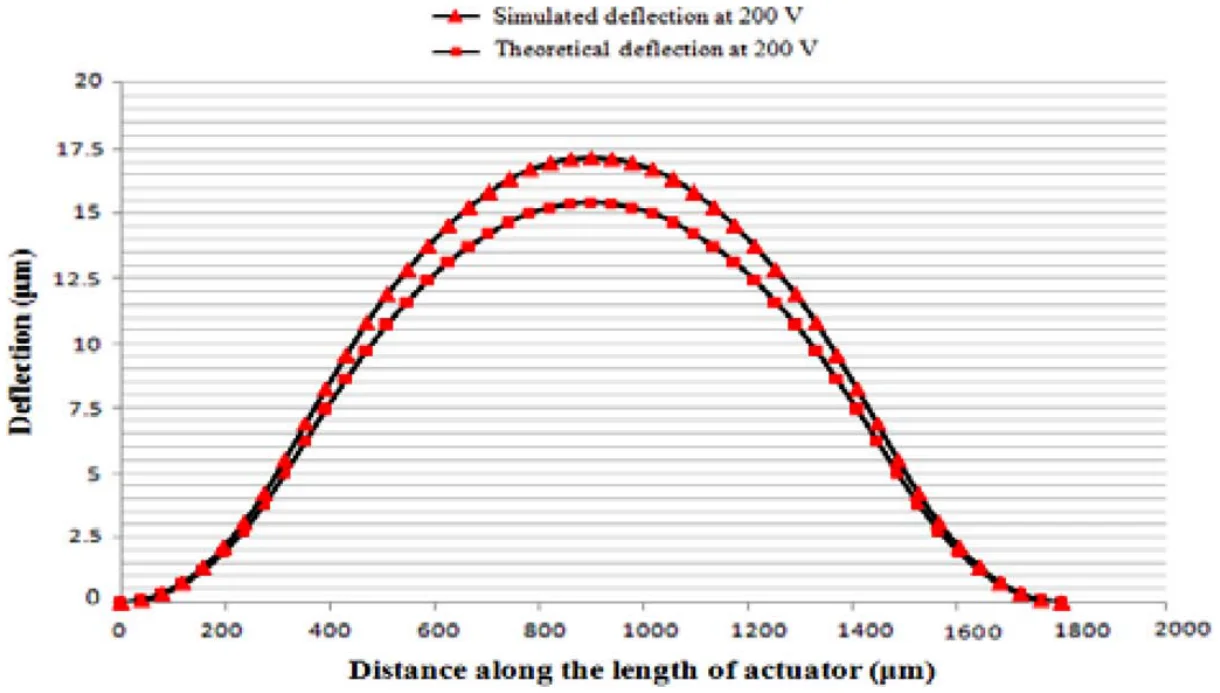 Simulated deflection at 200 V
Theoretical deflection at 200 V
20
17.5
15
12.5
10
7.5
5
2.5
0
Deflection (μm)
0 200 400 600 800 1000 1200 1400 1600 1800 2000
Distance along the length of actuator (μm)